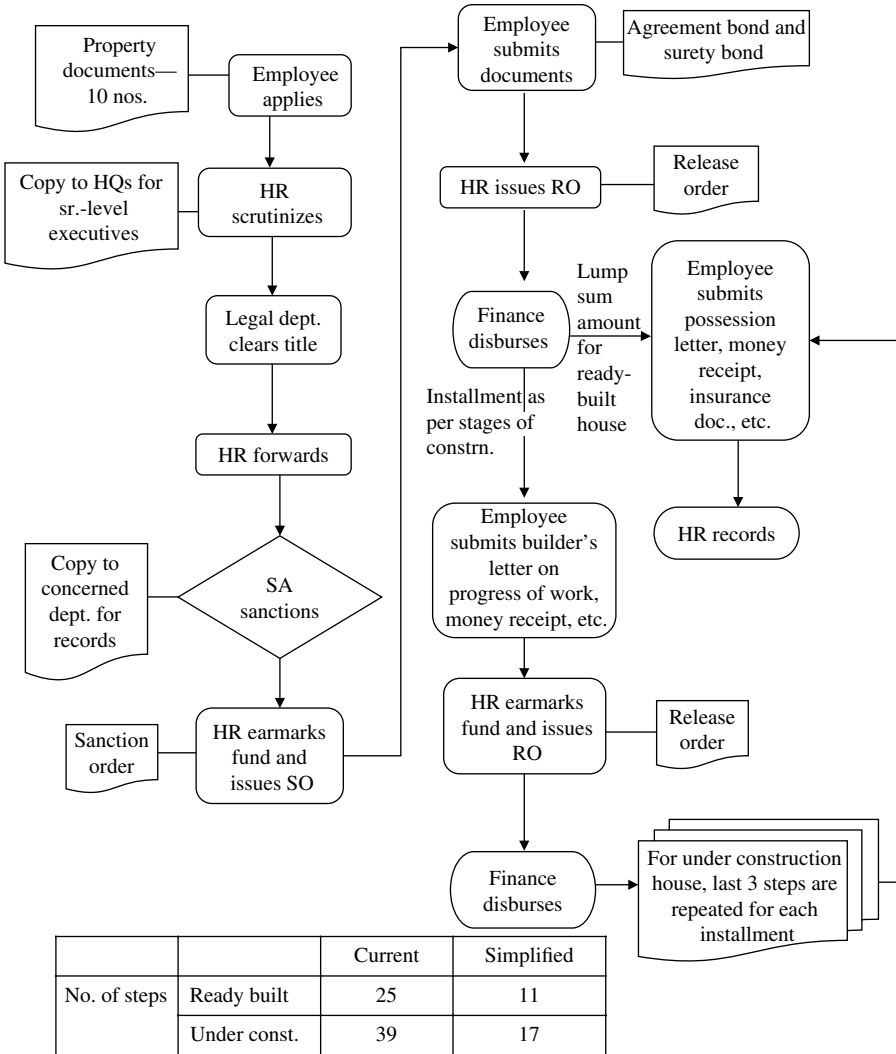 Property
documents—
10 nos.
Employee
applies
Copy to HQs for
sr.-level
executives
HR
scrutinizes
Legal dept.
clears title
HR forwards
Copy to
concerned
dept. for
records
SA
sanctions
Sanction
order
HR earmarks
fund and
issues SO
Employee
submits
documents
Agreement bond and
surety bond
HR issues RO
Release
order
Finance
disburses
Lump
sum
amount
for
ready-
built
house
Employee
submits
possession
letter, money
receipt,
insurance
doc., etc.
HR records
Installment as
per stages of
constrn.
Employee
submits builder's
letter on
progress of work,
money receipt, etc.
HR earmarks
fund and issues
RO
Release
order
Finance
disburses
For under construction
house, last 3 steps are
repeated for each
installment
Current Simplified
No. of steps Ready built 25 11
Under const. 39 17